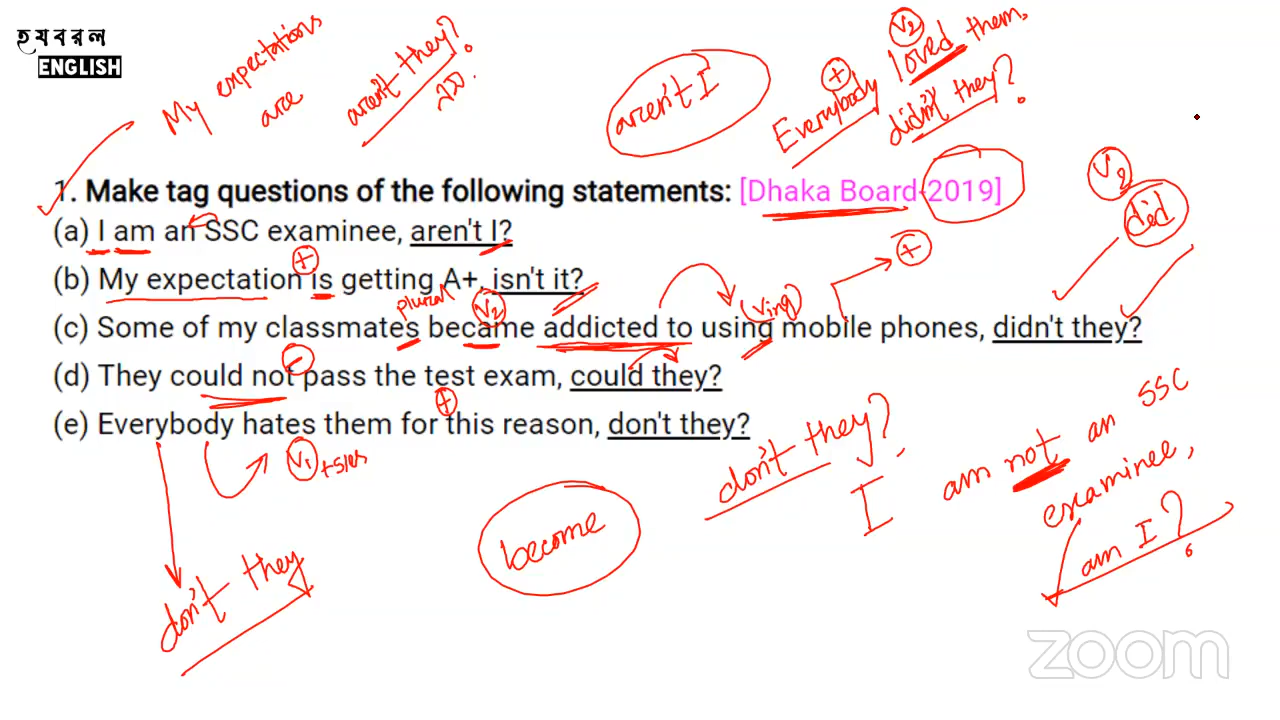 হ য ব র ল
ENGLISH
My expectations
are
aren't they?
aren't I
V2
+
Everybody loved them,
didn't they?
1. Make tag questions of the following statements: [Dhaka Board 2019]
V2
did
(a) I am an SSC examinee, aren't I?
+
+
(b) My expectation is getting A+, isn't it?
plural
V2
(Ving)
(c) Some of my classmates became addicted to using mobile phones, didn't they?
-
(d) They could not pass the test exam, could they?
+
(e) Everybody hates them for this reason, don't they?
V1 +s/es
don't they?
I am not an SSC
examinee,
am I?
become
don't they
zoom